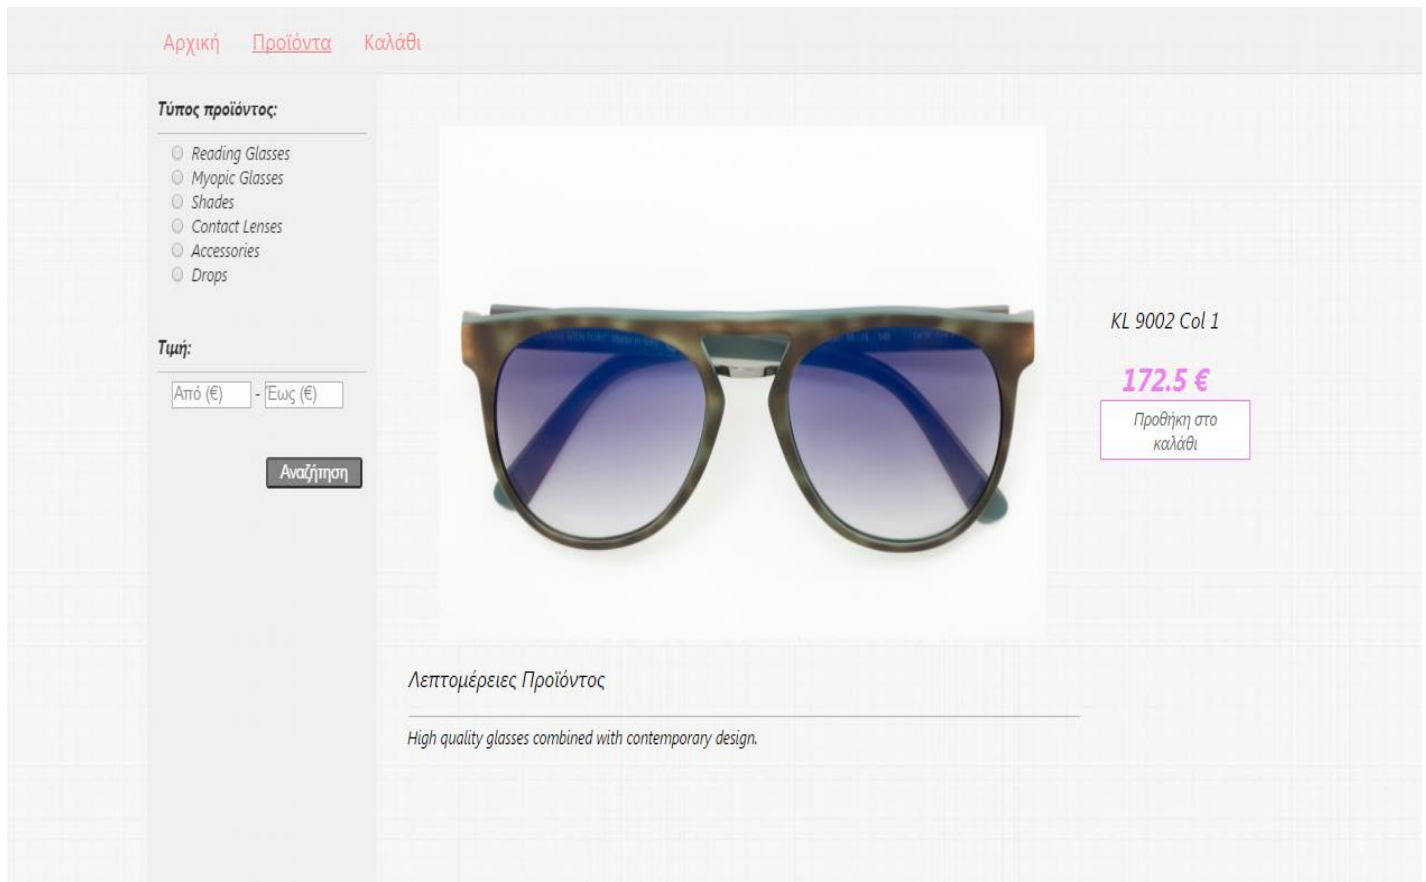 Αρχική Προϊόντα Καλάθι
Τύπος προϊόντος:
Reading Glasses
Myopic Glasses
Shades
Contact Lenses
Accessories
Drops
Τιμή:
Από (€) - Έως (€)
Αναζήτηση
KL 9002 Col 1
172.5 €
Προθήκη στο
καλάθι
Λεπτομέρειες Προϊόντος
High quality glasses combined with contemporary design.